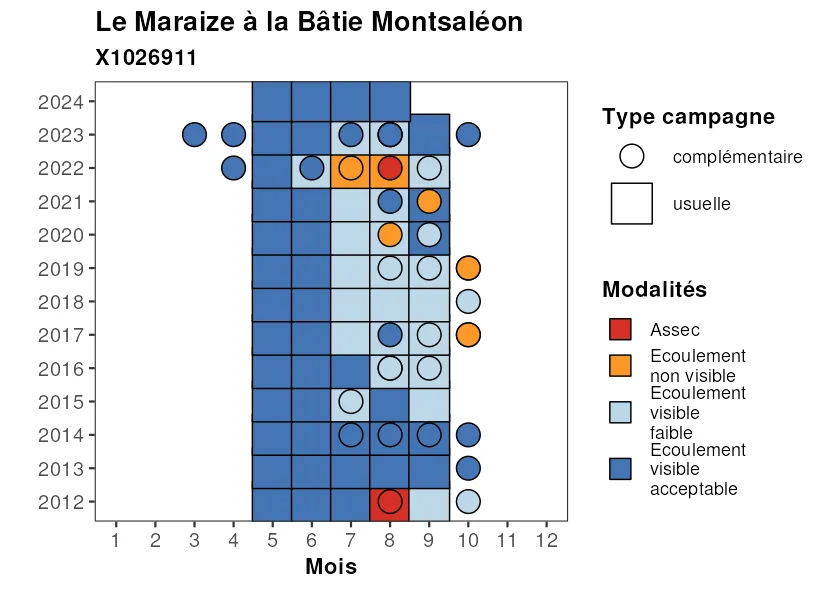 Le Maraize à la Bâtie Montsaléon
X1026911
2024
2023
2022
2021
2020
2019
2018
2017
2016
2015
2014
2013
2012
1 2 3 4 5 6 7 8 9 10 11 12
Mois
Type campagne
complémentaire
usuelle
Modalités
Assec
Ecoulement
non visible
Ecoulement
visible
faible
Ecoulement
visible
acceptable